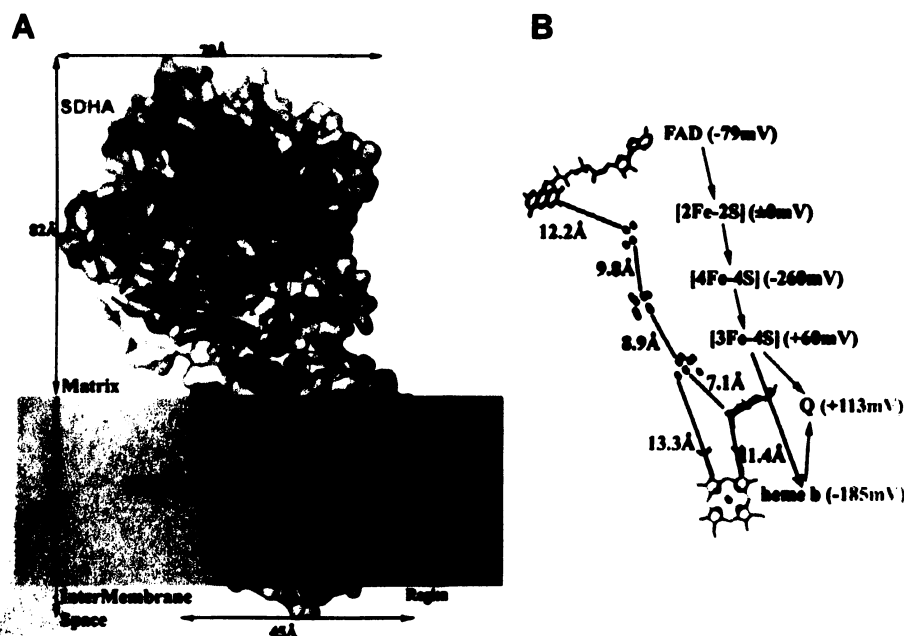 A
B
SDHA
82Å
Matrix
InterMembrane
Space
Region
45Å
FAD (-79mV)
[2Fe-2S] (±0mV)
[4Fe-4S] (-260mV)
[3Fe-4S] (+60mV)
Q (+113mV)
heme b (-185mV)
12.2Å
9.8Å
8.9Å
7.1Å
13.3Å
11.4Å